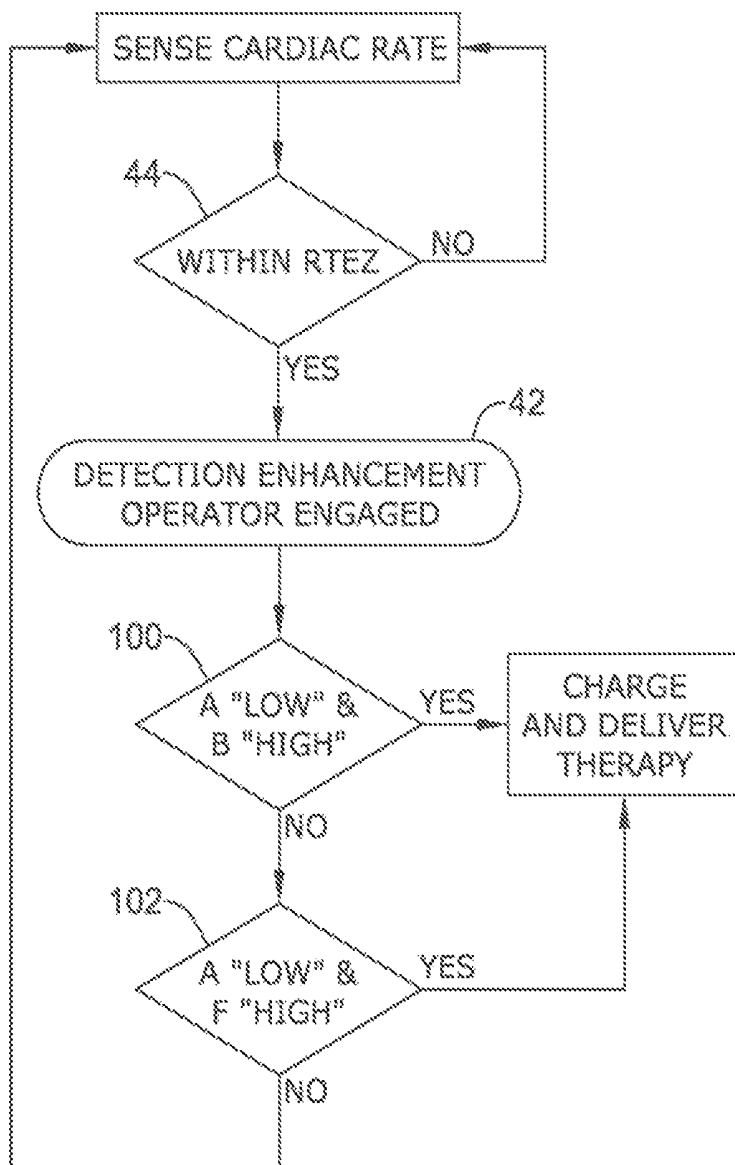 SENSE CARDIAC RATE
44
WITHIN RTEZ
NO
YES
42
DETECTION ENHANCEMENT
OPERATOR ENGAGED
100
A "LOW" &
B "HIGH"
YES
CHARGE
AND DELIVER
THERAPY
NO
102
A "LOW" &
F "HIGH"
YES
NO